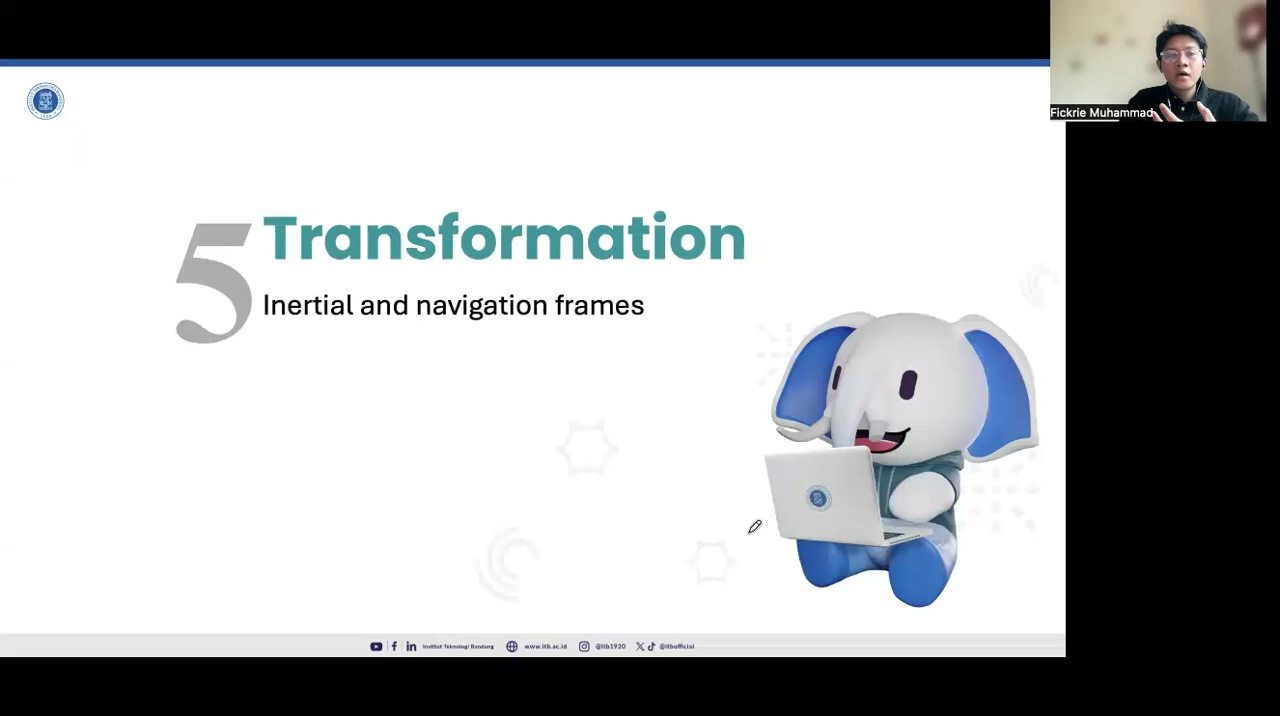 Fickrie Muhammad
5
Transformation
Inertial and navigation frames
Institut Teknologi Bandung
www.itb.ac.id
@itb1920
@itbofficial